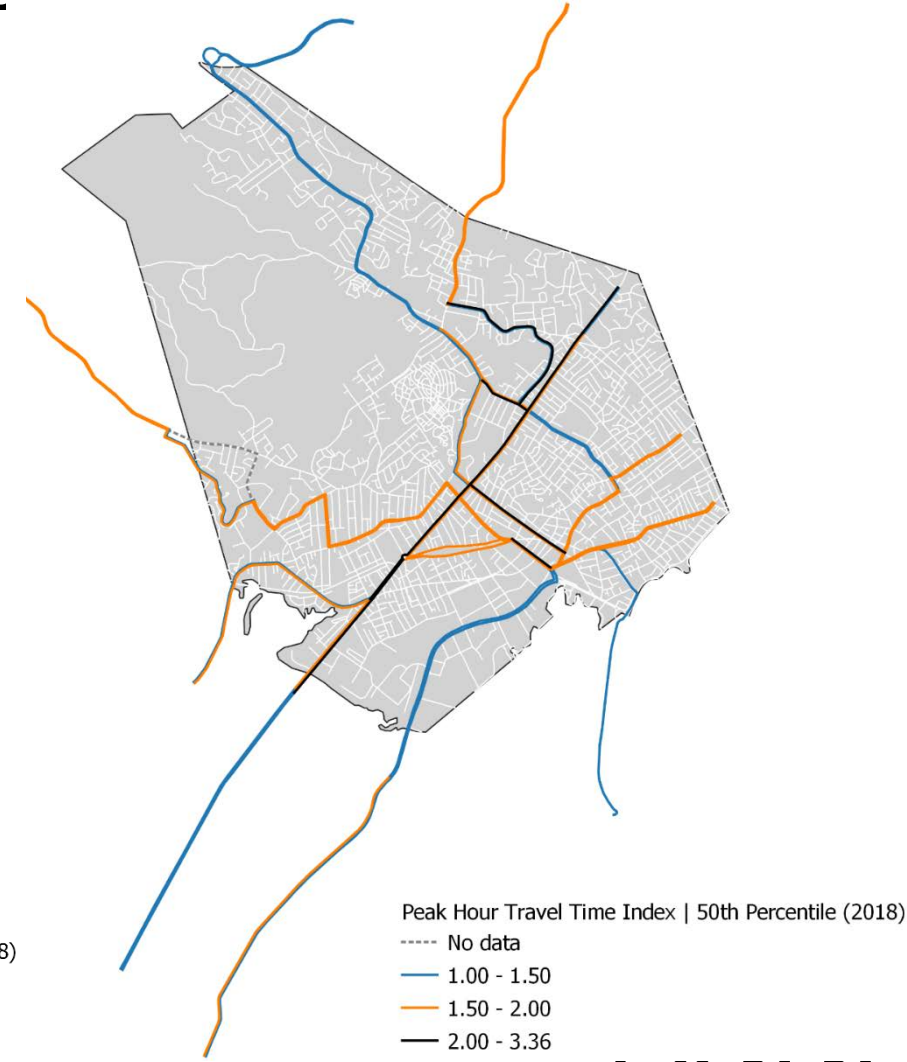 8)
Peak Hour Travel Time Index | 50th Percentile (2018)
No data
1.00 - 1.50
1.50 - 2.00
2.00 - 3.36